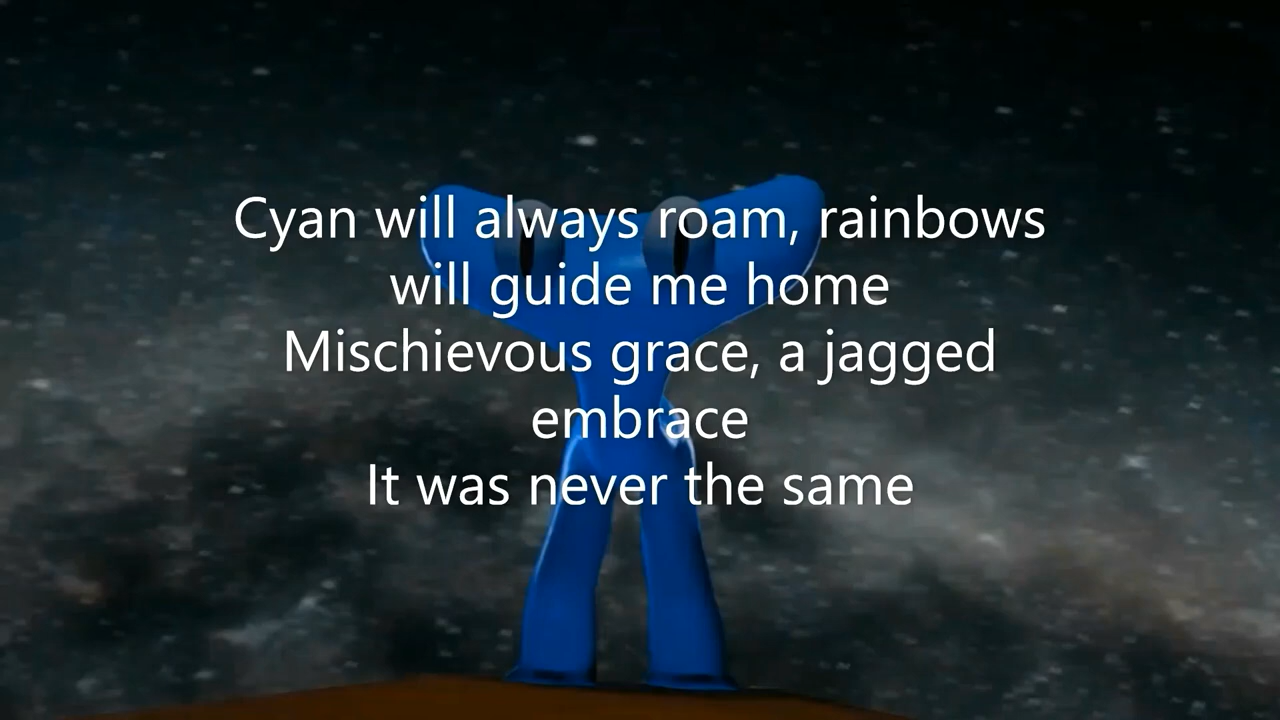 Cyan will always roam, rainbows
will guide me home
Mischievous grace, a jagged
embrace
It was never the same